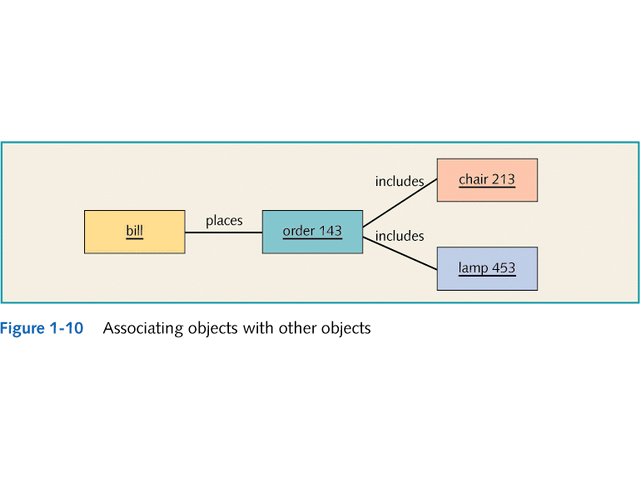 includes
chair 213
bill
places
order 143
includes
lamp 453
Figure 1-10 Associating objects with other objects